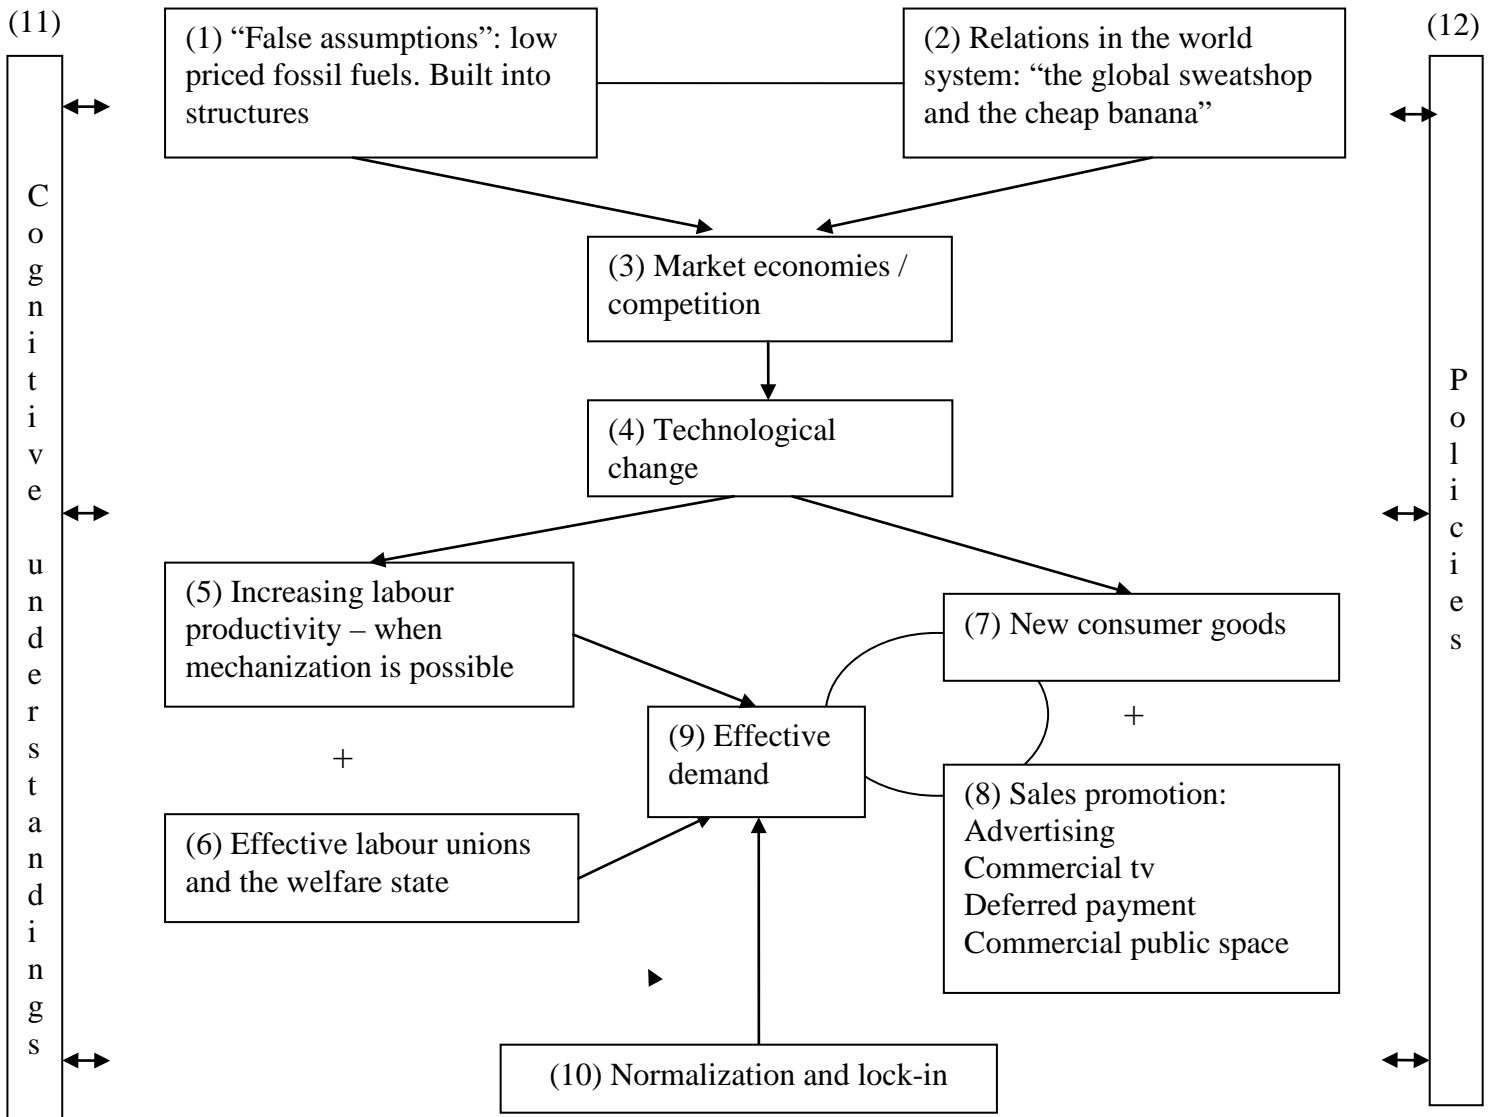 (11)
(12)
(1) “False assumptions”: low
priced fossil fuels. Built into
structures
(2) Relations in the world
system: “the global sweatshop
and the cheap banana”
(3) Market economies /
competition
(4) Technological
change
(5) Increasing labour
productivity – when
mechanization is possible
+
(6) Effective labour unions
and the welfare state
(7) New consumer goods
+
(8) Sales promotion:
Advertising
Commercial tv
Deferred payment
Commercial public space
(9) Effective
demand
(10) Normalization and lock-in
Cognitive understandings
Policies